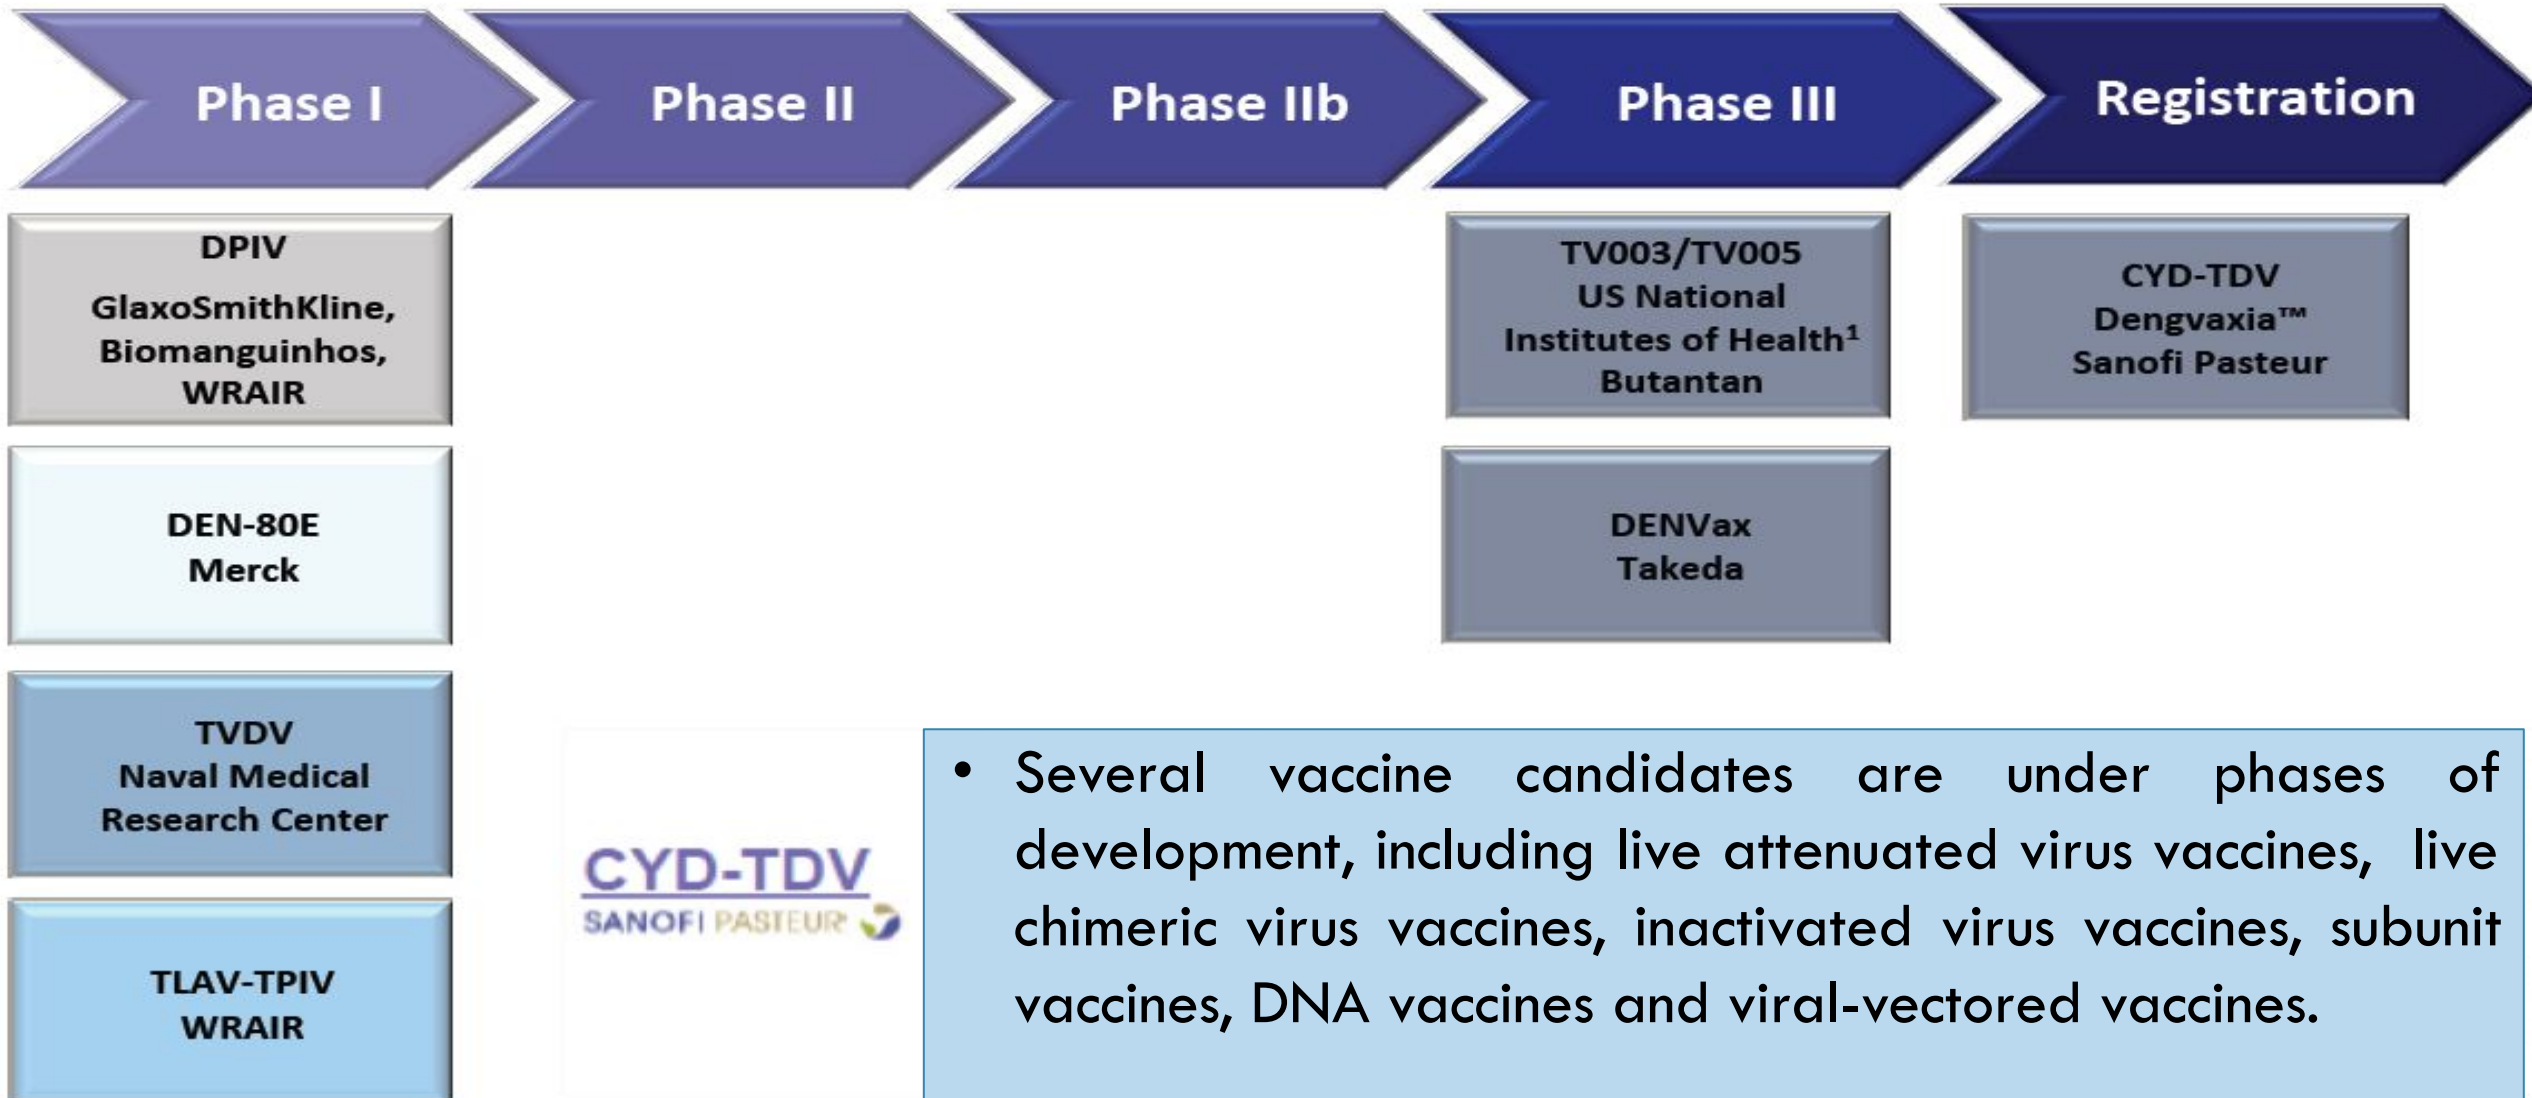 Phase I
Phase II
Phase IIb
Phase III
Registration
DPIV
GlaxoSmithKline,
Biomanguinhos,
WRAIR
DEN-80E
Merck
TVDV
Naval Medical
Research Center
TLAV-TPIV
WRAIR
TV003/TV005
US National
Institutes of Health¹
Butantan
DENVax
Takeda
CYD-TDV
Dengvaxia™
Sanofi Pasteur
CYD-TDV
SANOFI PASTEUR
• Several vaccine candidates are under phases of
development, including live attenuated virus vaccines, live
chimeric virus vaccines, inactivated virus vaccines, subunit
vaccines, DNA vaccines and viral-vectored vaccines.